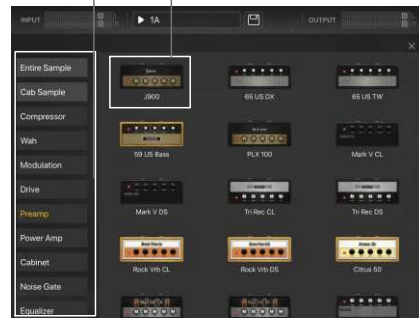 INPUT
1A
OUTPUT
Entire Sample
Cab Sample
Compressor
Wah
Modulation
Drive
Preamp
Power Amp
Cabinet
Noise Gate
Equalizer
J900
65 US DX
65 US TW
59 US Bass
PLX 100
Mark V CL
Mark V DS
Tri Rec CL
Tri Rec DS
Rock Vrb CL
Rock Vrb DS
Citrus 50